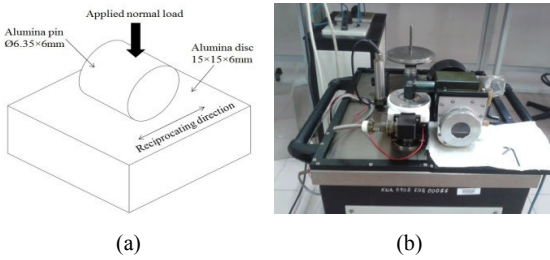 Applied normal load
Alumina pin
Ø6.35×6mm
Alumina disc
15×15×6mm
Reciprocating direction
(a)
(b)